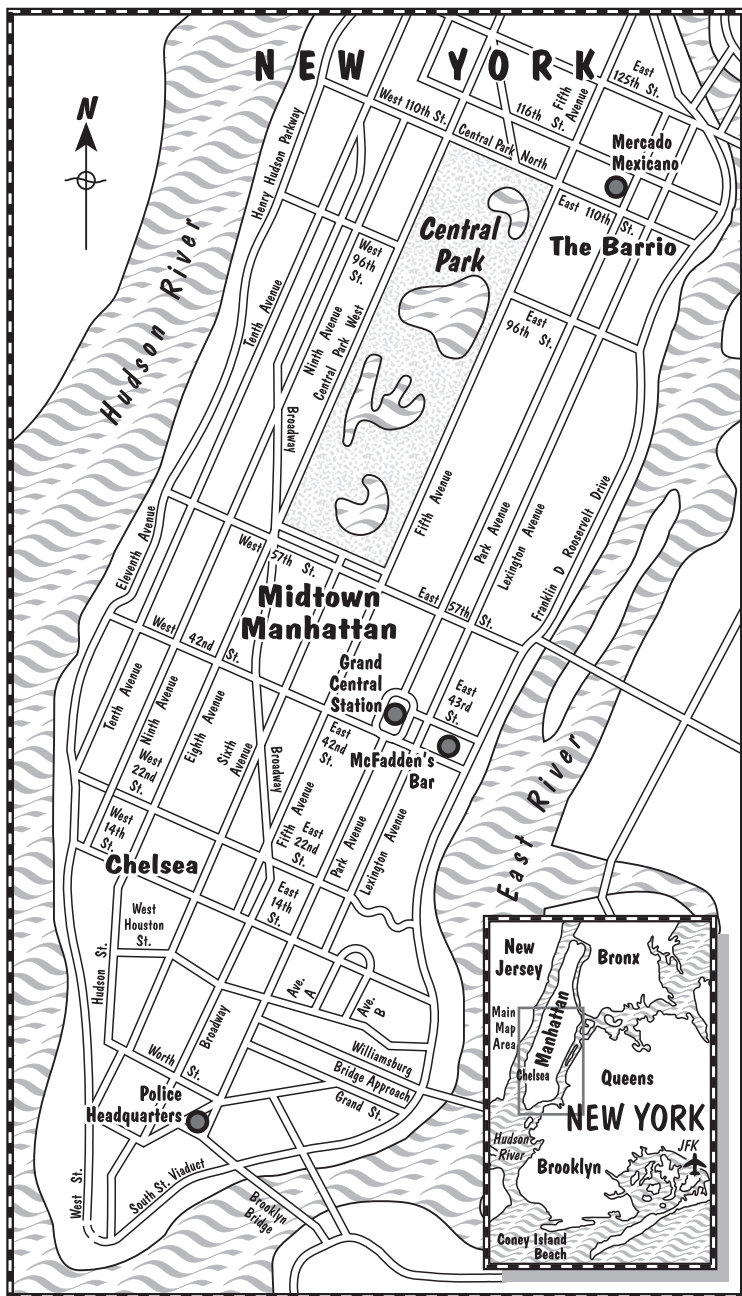 NEW YORK
N
East
125th St.
Fifth
Avenue
116th
St.
West 110th St.
Central Park North
Henry Hudson Parkway
Mercado
Mexicano
East 110th
St.
The Barrio
Central
Park
Hudson River
West
96th
St.
East
96th St.
Tenth Avenue
Ninth Avenue
Central Park West
Broadway
Fifth Avenue
Park Avenue
Lexington Avenue
Franklin D Roosevelt Drive
Eleventh Avenue
West 57th St.
East 57th St.
Midtown
Manhattan
West 42nd St.
Grand
Central
Station
East
43rd
St.
Tenth Avenue
Ninth Avenue
Eighth Avenue
Sixth
Avenue
Broadway
East
42nd
St.
McFadden's
Bar
West
22nd
St.
East River
West
14th
St.
Fifth Avenue
East
22nd
St.
Park Avenue
Lexington Avenue
Chelsea
East
14th
St.
West
Houston
St.
Hudson St.
Ave.
A
Ave.
B
Broadway
Worth St.
Williamsburg
Bridge Approach
Grand St.
Police
Headquarters
West St.
South St. Viaduct
Brooklyn
Bridge
New
Jersey
Bronx
Main
Map
Area
Manhattan
Chelsea
Queens
NEW YORK
Hudson
River
JFK
Brooklyn
Coney Island
Beach